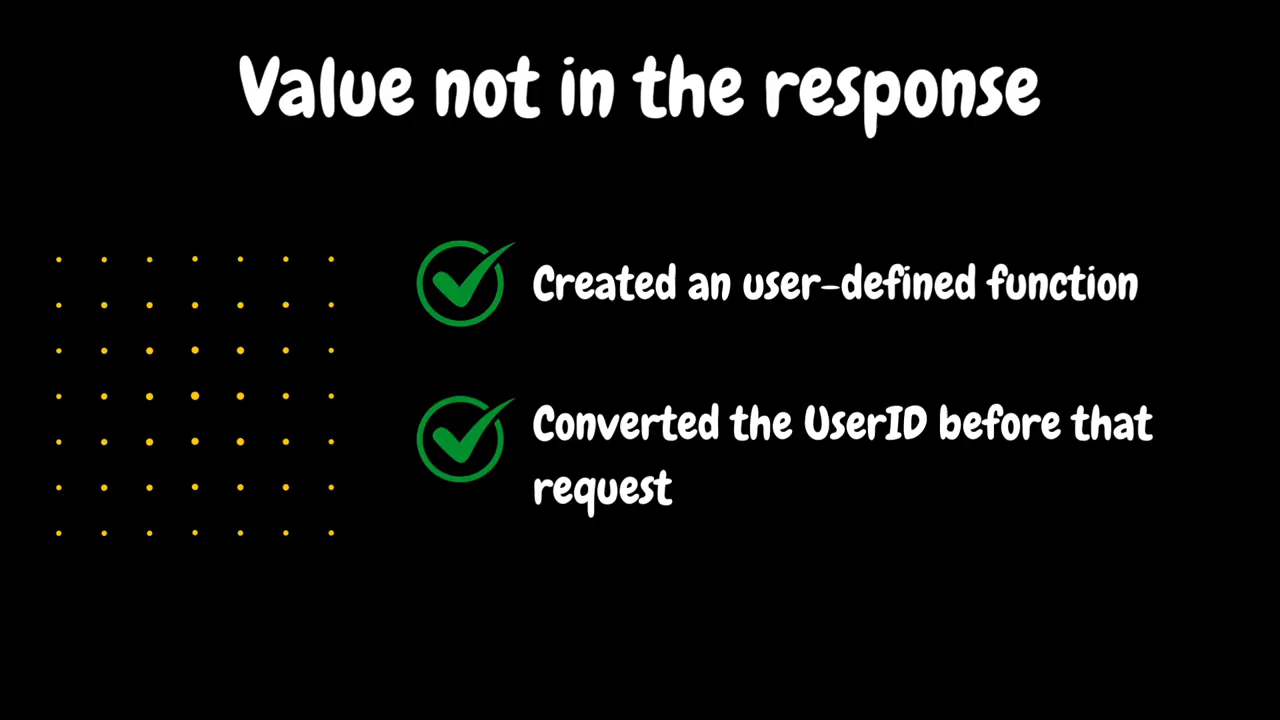 Value not in the response
Created an user-defined function
Converted the UserID before that
request